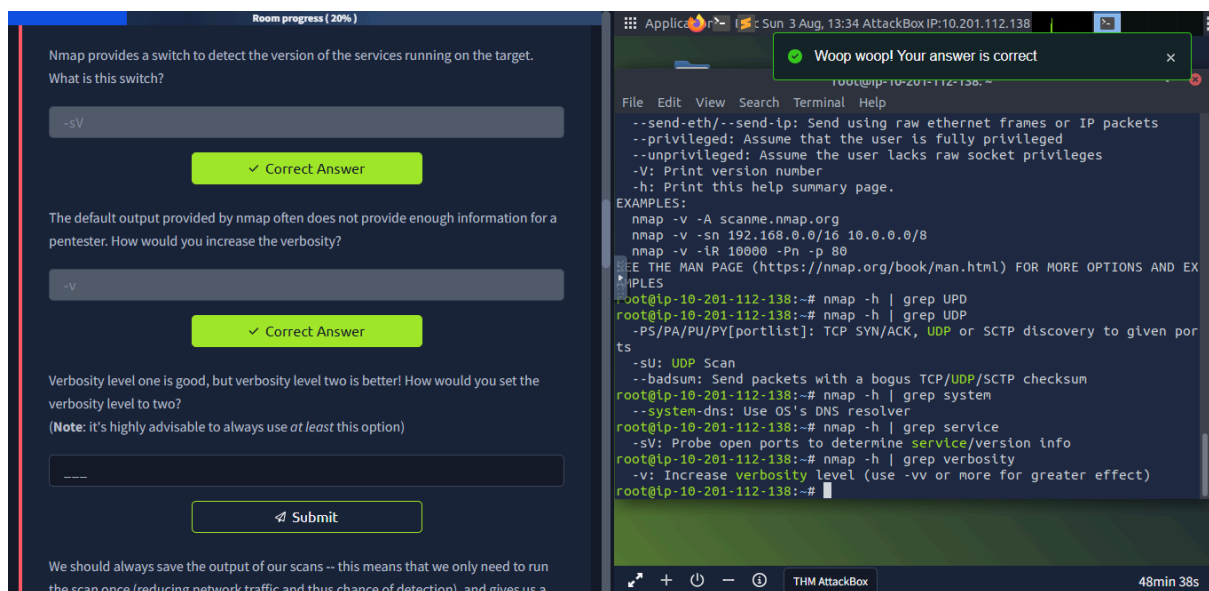 Room progress ( 20% )
Nmap provides a switch to detect the version of the services running on the target.
What is this switch?
-sV
✓ Correct Answer
The default output provided by nmap often does not provide enough information for a
pentester. How would you increase the verbosity?
-v
✓ Correct Answer
Verbosity level one is good, but verbosity level two is better! How would you set the
verbosity level to two?
(Note: it's highly advisable to always use at least this option)
___
Submit
We should always save the output of our scans -- this means that we only need to run
the scan once (reducing network traffic and thus chance of detection), and gives us a
Sun 3 Aug, 13:34 AttackBox IP:10.201.112.138
Woop woop! Your answer is correct
root@ip-10-201-112-138: ~
File Edit View Search Terminal Help
--send-eth/--send-ip: Send using raw ethernet frames or IP packets
--privileged: Assume that the user is fully privileged
--unprivileged: Assume the user lacks raw socket privileges
-V: Print version number
-h: Print this help summary page.
EXAMPLES:
nmap -v -A scanme.nmap.org
nmap -v -sn 192.168.0.0/16 10.0.0.0/8
nmap -v -iR 10000 -Pn -p 80
SEE THE MAN PAGE (https://nmap.org/book/man.html) FOR MORE OPTIONS AND EX
AMPLES
root@ip-10-201-112-138:~# nmap -h | grep UPD
root@ip-10-201-112-138:~# nmap -h | grep UDP
-PS/PA/PU/PY[portlist]: TCP SYN/ACK, UDP or SCTP discovery to given por
ts
-sU: UDP Scan
--badsum: Send packets with a bogus TCP/UDP/SCTP checksum
root@ip-10-201-112-138:~# nmap -h | grep system
--system-dns: Use OS's DNS resolver
root@ip-10-201-112-138:~# nmap -h | grep service
-sV: Probe open ports to determine service/version info
root@ip-10-201-112-138:~# nmap -h | grep verbosity
-v: Increase verbosity level (use -vv or more for greater effect)
root@ip-10-201-112-138:~#
THM AttackBox
48min 38s